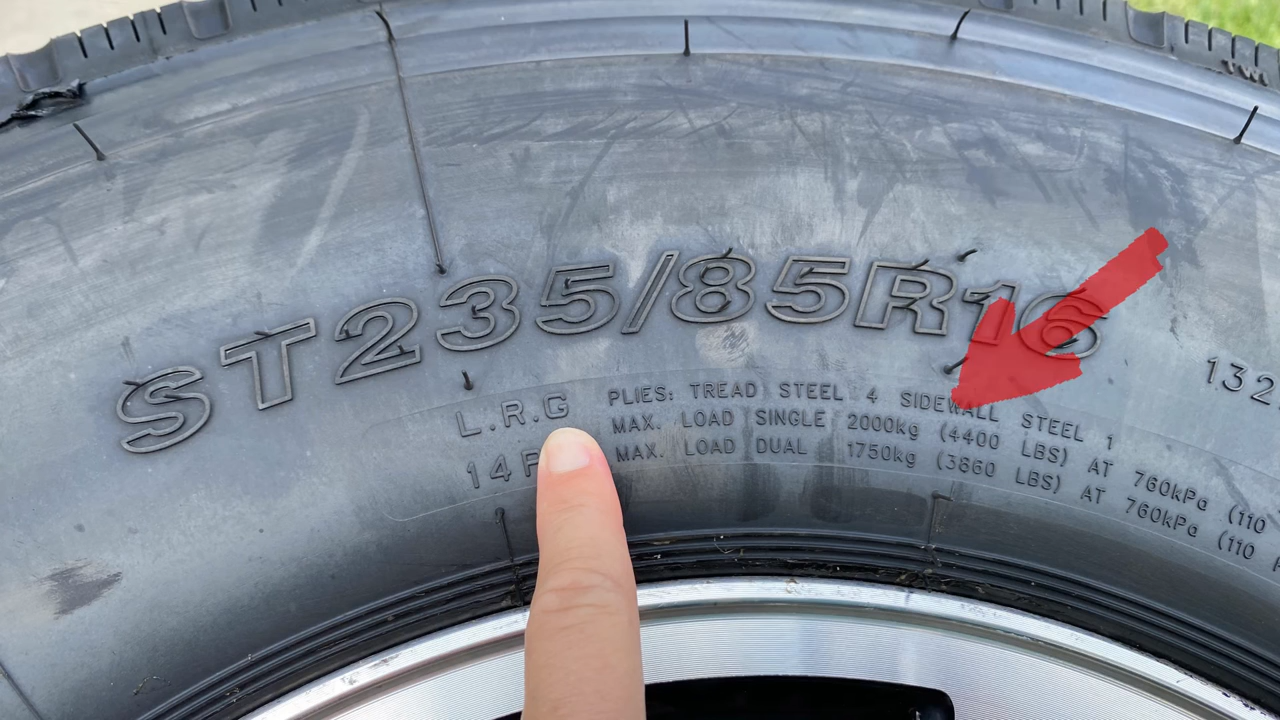 ST235/85R16
132
L.R.G
14
PLIES: TREAD STEEL 4 SIDEWALL STEEL 1
MAX. LOAD SINGLE 2000kg (4400 LBS) AT 760kPa (110
MAX. LOAD DUAL 1750kg (3860 LBS) AT 760kPa (110